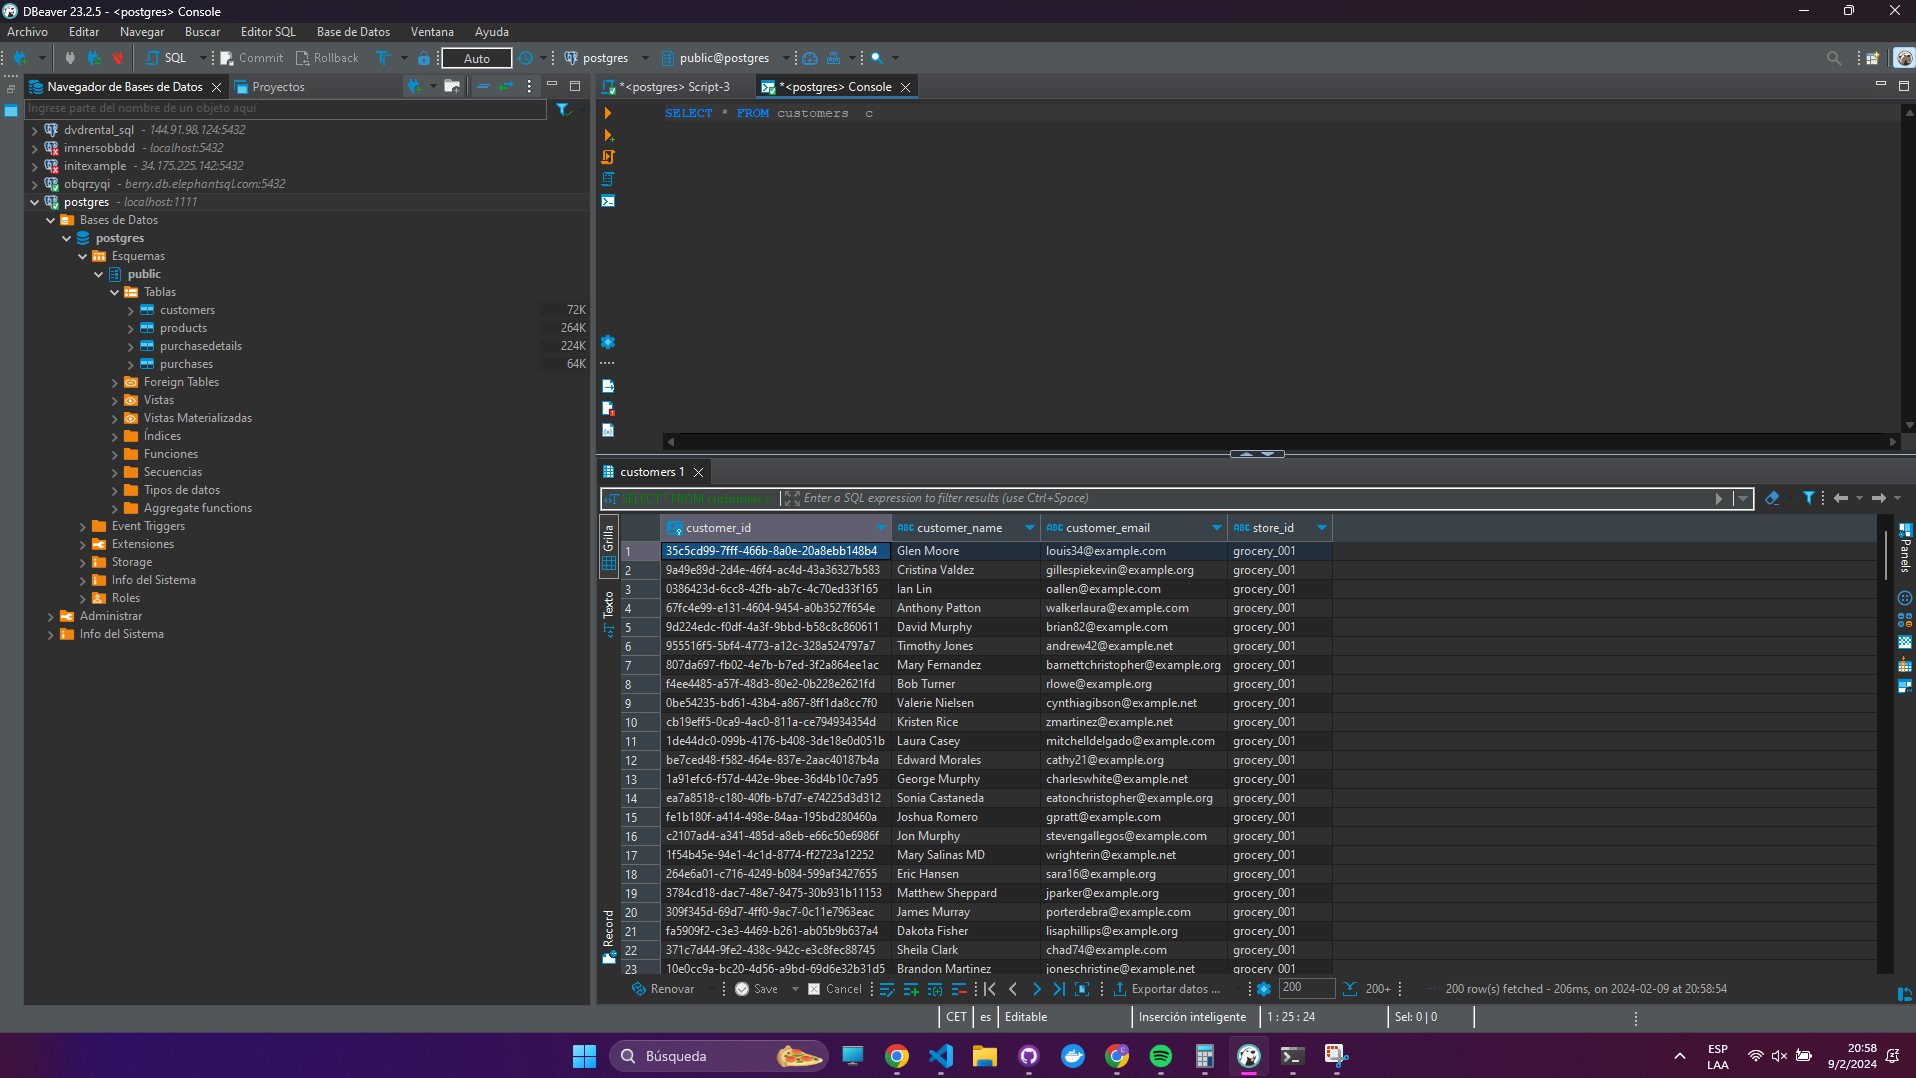 DBeaver 23.2.5 - <postgres> Console
Archivo Editar Navegar Buscar Editor SQL Base de Datos Ventana Ayuda
SQL Commit Rollback Auto postgres public@postgres
Navegador de Bases de Datos Proyectos
Ingrese parte del nombre de un objeto aquí
dvdrental_sql - 144.91.98.124:5432
imnersobbdd - localhost:5432
initexample - 34.175.225.142:5432
obqrzyqi - berry.db.elephantsql.com:5432
postgres - localhost:1111
Bases de Datos
postgres
Esquemas
public
Tablas
customers 72K
products 264K
purchasedetails 224K
purchases 64K
Foreign Tables
Vistas
Vistas Materializadas
Índices
Funciones
Secuencias
Tipos de datos
Aggregate functions
Event Triggers
Extensiones
Storage
Info del Sistema
Roles
Administrar
Info del Sistema
*<postgres> Script-3 *<postgres> Console
SELECT * FROM customers c
customers 1
SELECT * FROM customers c Enter a SQL expression to filter results (use Ctrl+Space)
Grilla
Texto
Record
Panels
customer_id ABC customer_name ABC customer_email ABC store_id
1 35c5cd99-7fff-466b-8a0e-20a8ebb148b4 Glen Moore louis34@example.com grocery_001
2 9a49e89d-2d4e-46f4-ac4d-43a36327b583 Cristina Valdez gillespiekevin@example.org grocery_001
3 0386423d-6cc8-42fb-ab7c-4c70ed33f165 Ian Lin oallen@example.com grocery_001
4 67fc4e99-e131-4604-9454-a0b3527f654e Anthony Patton walkerlaura@example.com grocery_001
5 9d224edc-f0df-4a3f-9bbd-b58c8c860611 David Murphy brian82@example.com grocery_001
6 955516f5-5bf4-4773-a12c-328a524797a7 Timothy Jones andrew42@example.net grocery_001
7 807da697-fb02-4e7b-b7ed-3f2a864ee1ac Mary Fernandez barnettchristopher@example.org grocery_001
8 f4ee4485-a57f-48d3-80e2-0b228e2621fd Bob Turner rlowe@example.org grocery_001
9 0be54235-bd61-43b4-a867-8ff1da8cc7f0 Valerie Nielsen cynthiagibson@example.net grocery_001
10 cb19eff5-0ca9-4ac0-811a-ce794934354d Kristen Rice zmartinez@example.net grocery_001
11 1de44dc0-099b-4176-b408-3de18e0d051b Laura Casey mitchelldelgado@example.com grocery_001
12 be7ced48-f582-464e-837e-2aac40187b4a Edward Morales cathy21@example.org grocery_001
13 1a91efc6-f57d-442e-9bee-36d4b10c7a95 George Murphy charleswhite@example.net grocery_001
14 ea7a8518-c180-40fb-b7d7-e74225d3d312 Sonia Castaneda eatonchristopher@example.org grocery_001
15 fe1b180f-a414-498e-84aa-195bd280460a Joshua Romero gpratt@example.com grocery_001
16 c2107ad4-a341-485d-a8eb-e66c50e6986f Jon Murphy stevengallegos@example.com grocery_001
17 1f54b45e-94e1-4c1d-8774-ff2723a12252 Mary Salinas MD wrighterin@example.net grocery_001
18 264e6a01-c716-4249-b084-599af3427655 Eric Hansen sara16@example.org grocery_001
19 3784cd18-dac7-48e7-8475-30b931b11153 Matthew Sheppard jparker@example.org grocery_001
20 309f345d-69d7-4ff0-9ac7-0c11e7963eac James Murray porterdebra@example.com grocery_001
21 fa5909f2-c3e3-4469-b261-ab05b9b637a4 Dakota Fisher lisaphillips@example.org grocery_001
22 371c7d44-9fe2-438c-942c-e3c8fec88745 Sheila Clark chad74@example.com grocery_001
23 10e0cc9a-bc20-4d56-a9bd-69d6e32b31d5 Brandon Martinez joneschristine@example.net grocery_001
Renovar Save Cancel Exportar datos ... 200 200+ 200 row(s) fetched - 206ms, on 2024-02-09 at 20:58:54
CET es Editable Inserción inteligente 1 : 25 : 24 Sel: 0 | 0
Búsqueda
ESP
LAA
20:58
9/2/2024